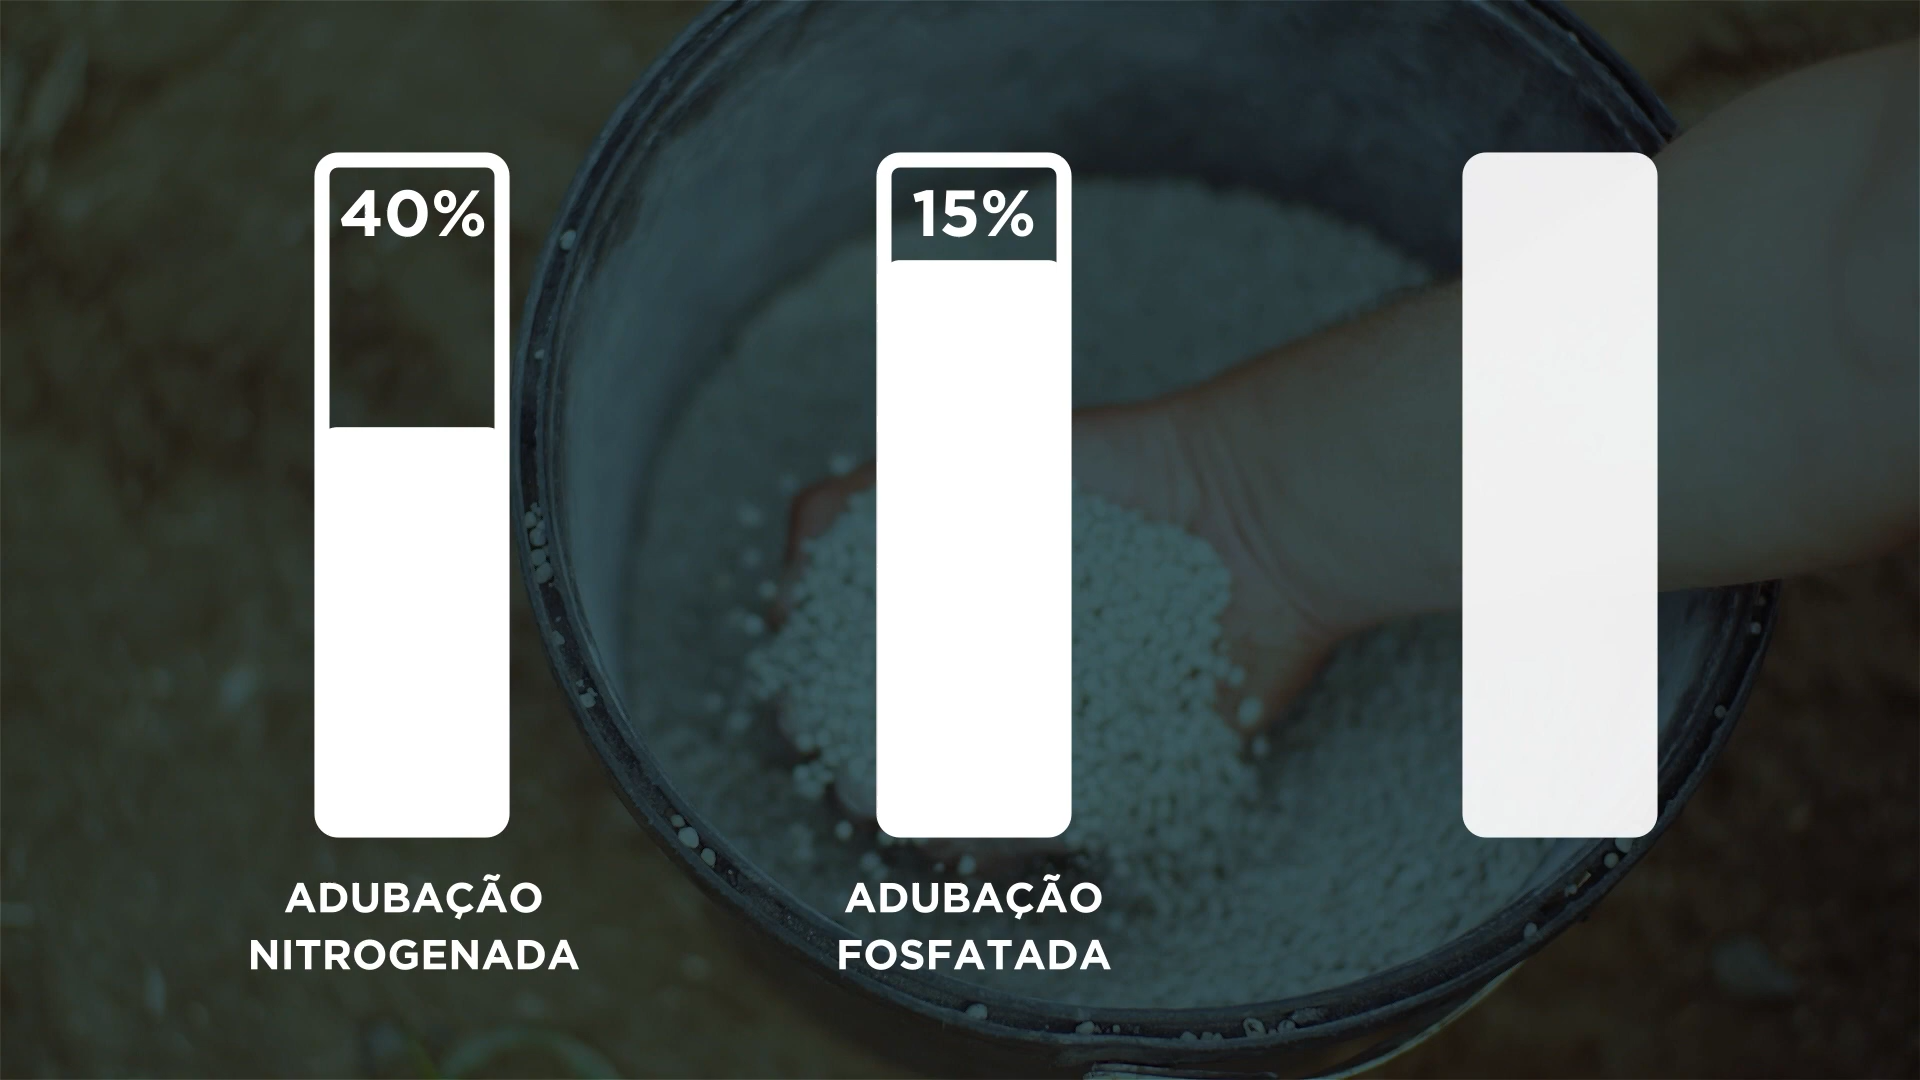 40%
15%
ADUBAÇÃO
NITROGENADA
ADUBAÇÃO
FOSFATADA